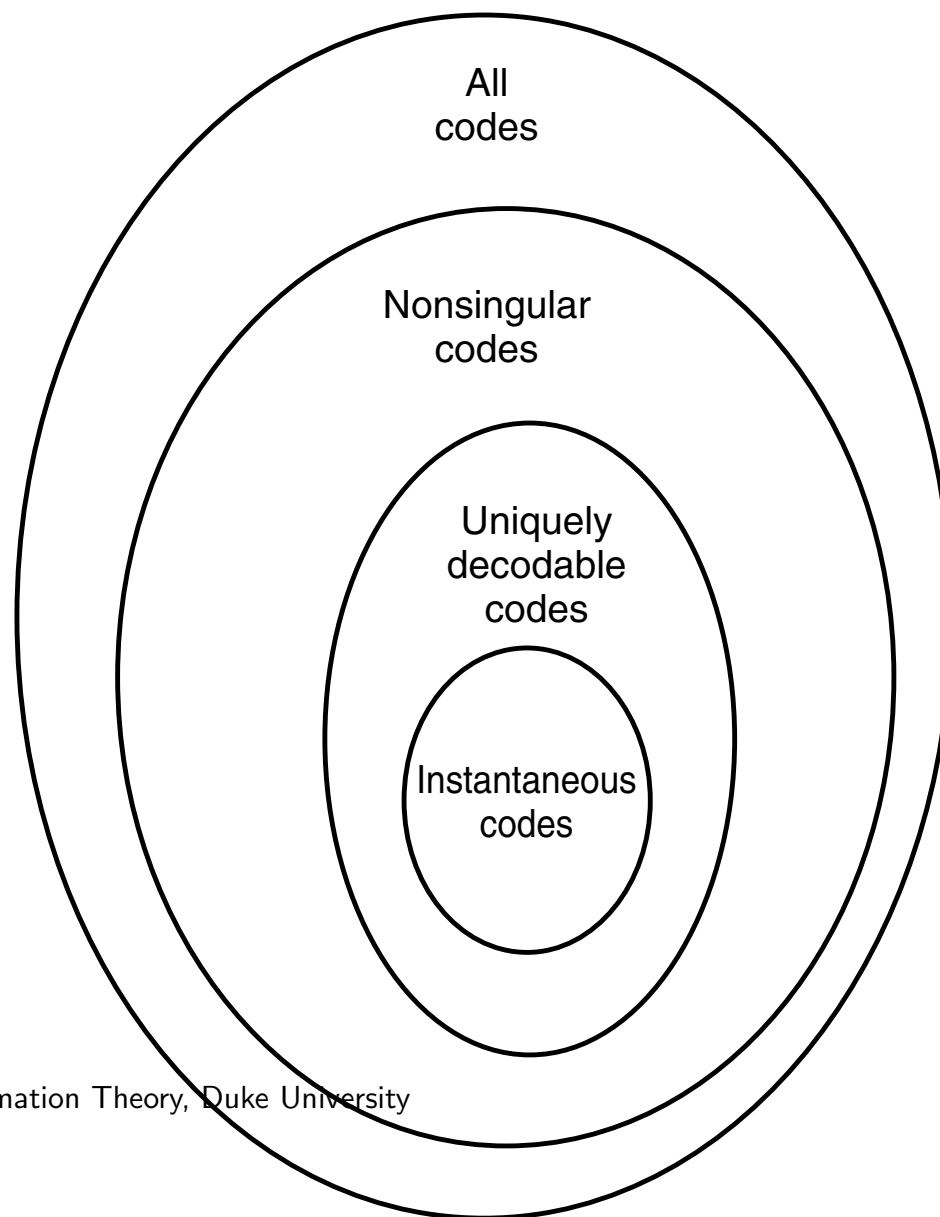 All
codes
Nonsingular
codes
Uniquely
decodable
codes
Instantaneous
codes
mation Theory, Duke University